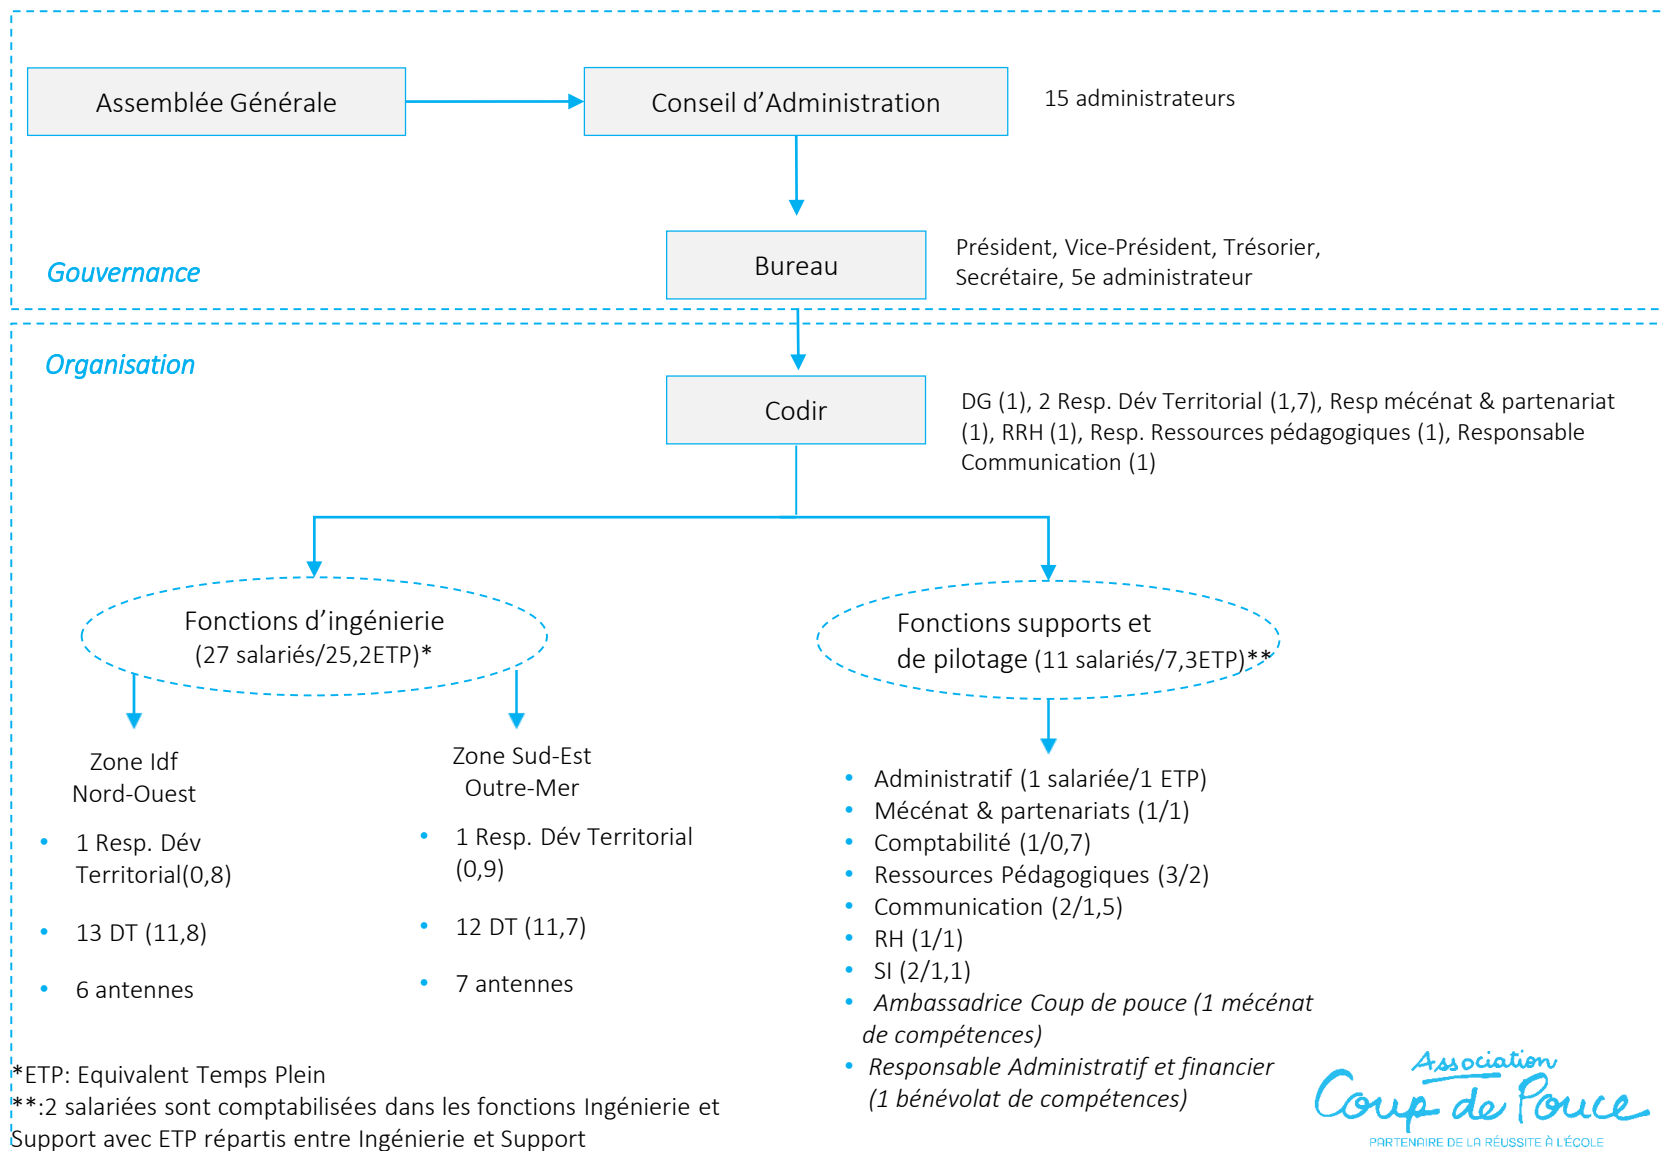 Assemblée Générale
Conseil d’Administration
15 administrateurs
Bureau
Président, Vice-Président, Trésorier,
Secrétaire, 5e administrateur
Gouvernance
Organisation
Codir
DG (1), 2 Resp. Dév Territorial (1,7), Resp mécénat & partenariat
(1), RRH (1), Resp. Ressources pédagogiques (1), Responsable
Communication (1)
Fonctions d’ingénierie
(27 salariés/25,2ETP)*
Fonctions supports et
de pilotage (11 salariés/7,3ETP)**
Zone Idf
Nord-Ouest
• 1 Resp. Dév
Territorial(0,8)
• 13 DT (11,8)
• 6 antennes
Zone Sud-Est
Outre-Mer
• 1 Resp. Dév Territorial
(0,9)
• 12 DT (11,7)
• 7 antennes
• Administratif (1 salariée/1 ETP)
• Mécénat & partenariats (1/1)
• Comptabilité (1/0,7)
• Ressources Pédagogiques (3/2)
• Communication (2/1,5)
• RH (1/1)
• SI (2/1,1)
• Ambassadrice Coup de pouce (1 mécénat
de compétences)
• Responsable Administratif et financier
(1 bénévolat de compétences)
*ETP: Equivalent Temps Plein
**:2 salariées sont comptabilisées dans les fonctions Ingénierie et
Support avec ETP répartis entre Ingénierie et Support
Association
Coup de Pouce
PARTENAIRE DE LA RÉUSSITE À L'ÉCOLE